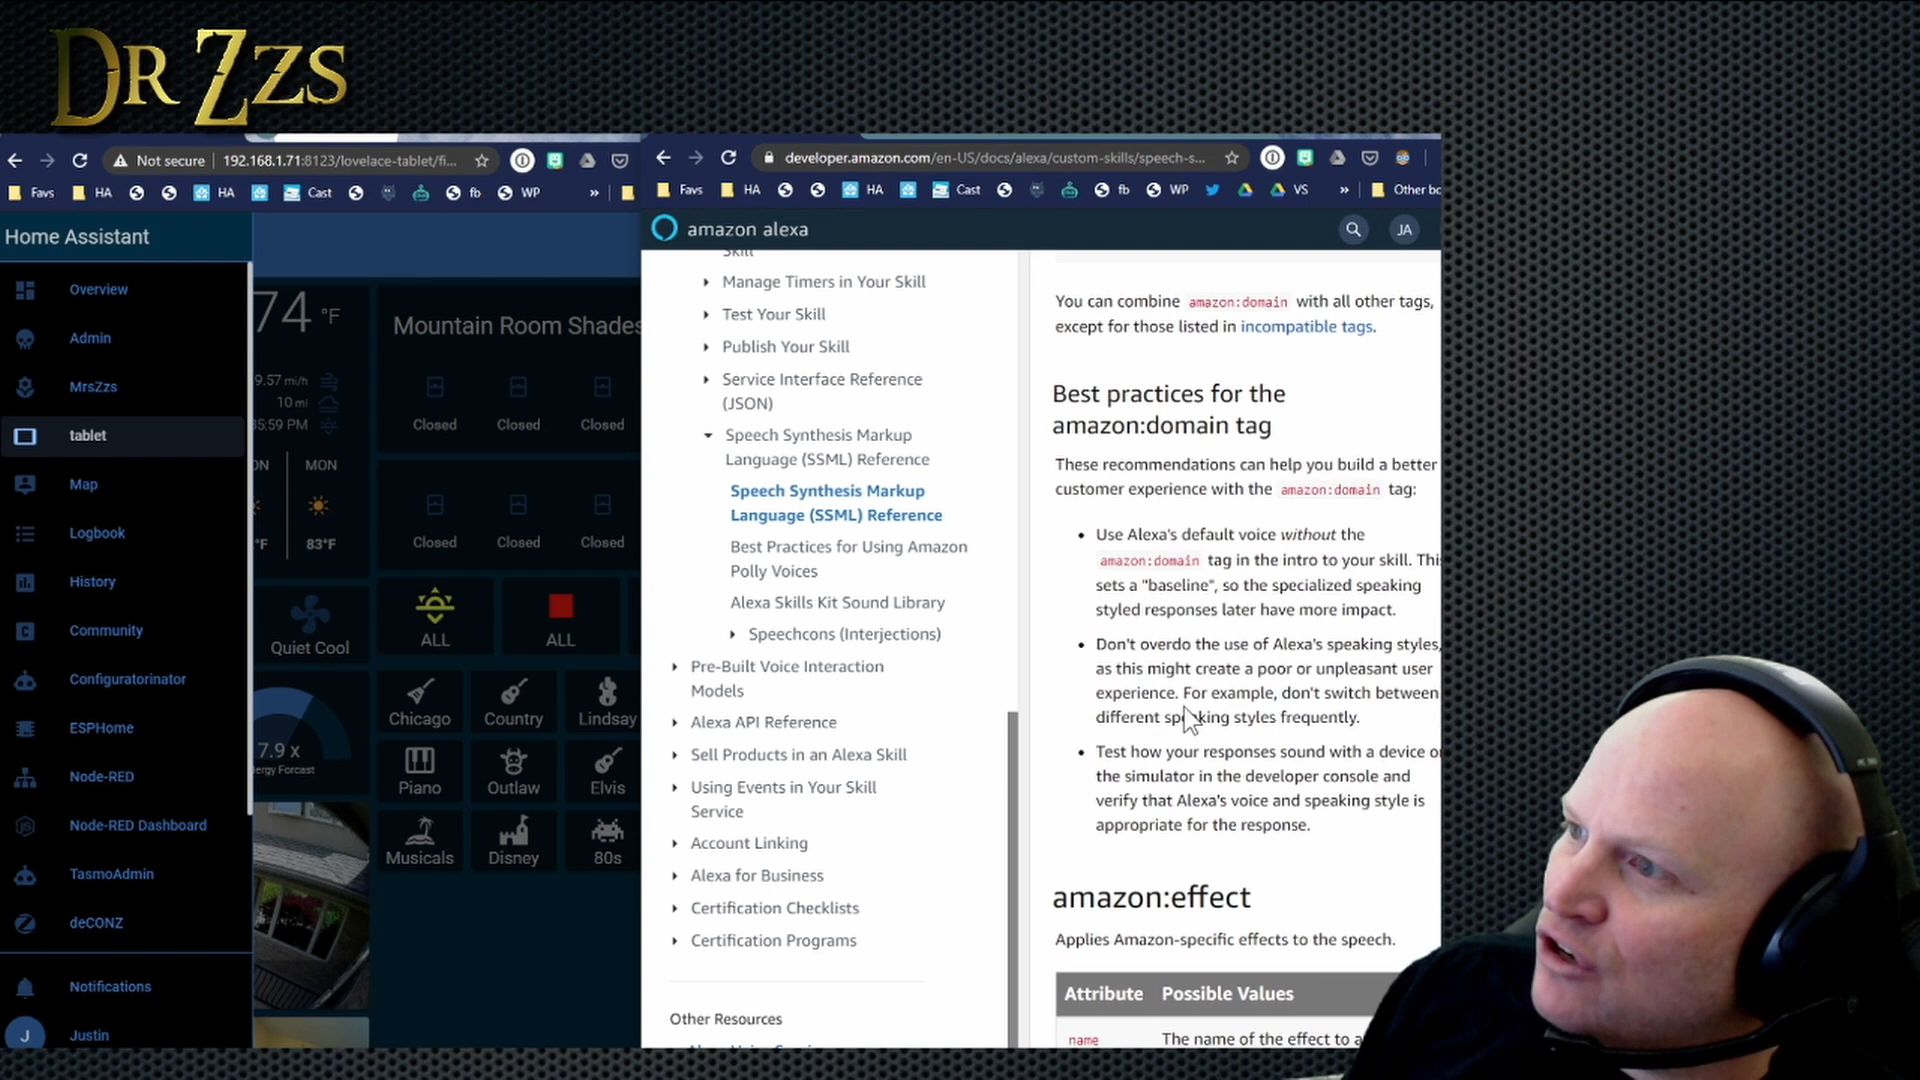 DR ZZS
Not secure
192.168.1.71:8123/lovelace-tablet/fi...
Favs
HA
HA
Cast
fb
WP
»
Home Assistant
Overview
Admin
MrsZzs
tablet
Map
Logbook
History
Community
Configuratorinator
ESPHome
Node-RED
Node-RED Dashboard
TasmoAdmin
deCONZ
Notifications
J
Justin
74 °F
9.57 mi/h
10 mi
35:59 PM
ON
MON
°F
83°F
Quiet Cool
7.9 x
Mountain Room Shades
Closed
Closed
Closed
Closed
Closed
Closed
ALL
ALL
Chicago
Country
Lindsay
Piano
Outlaw
Elvis
Musicals
Disney
80s
developer.amazon.com/en-US/docs/alexa/custom-skills/speech-s...
Favs
HA
HA
Cast
fb
WP
VS
»
Other bo
amazon alexa
JA
Skill
Manage Timers in Your Skill
Test Your Skill
Publish Your Skill
Service Interface Reference
(JSON)
Speech Synthesis Markup
Language (SSML) Reference
Speech Synthesis Markup
Language (SSML) Reference
Best Practices for Using Amazon
Polly Voices
Alexa Skills Kit Sound Library
Speechcons (Interjections)
Pre-Built Voice Interaction
Models
Alexa API Reference
Sell Products in an Alexa Skill
Using Events in Your Skill
Service
Account Linking
Alexa for Business
Certification Checklists
Certification Programs
Other Resources
You can combine amazon:domain with all other tags,
except for those listed in incompatible tags.
Best practices for the
amazon:domain tag
These recommendations can help you build a better
customer experience with the amazon:domain tag:
Use Alexa's default voice without the
amazon:domain tag in the intro to your skill. Thi
sets a "baseline", so the specialized speaking
styled responses later have more impact.
Don't overdo the use of Alexa's speaking styles,
as this might create a poor or unpleasant user
experience. For example, don't switch between
different speaking styles frequently.
Test how your responses sound with a device or
the simulator in the developer console and
verify that Alexa's voice and speaking style is
appropriate for the response.
amazon:effect
Applies Amazon-specific effects to the speech.
Attribute
Possible Values
name
The name of the effect to a